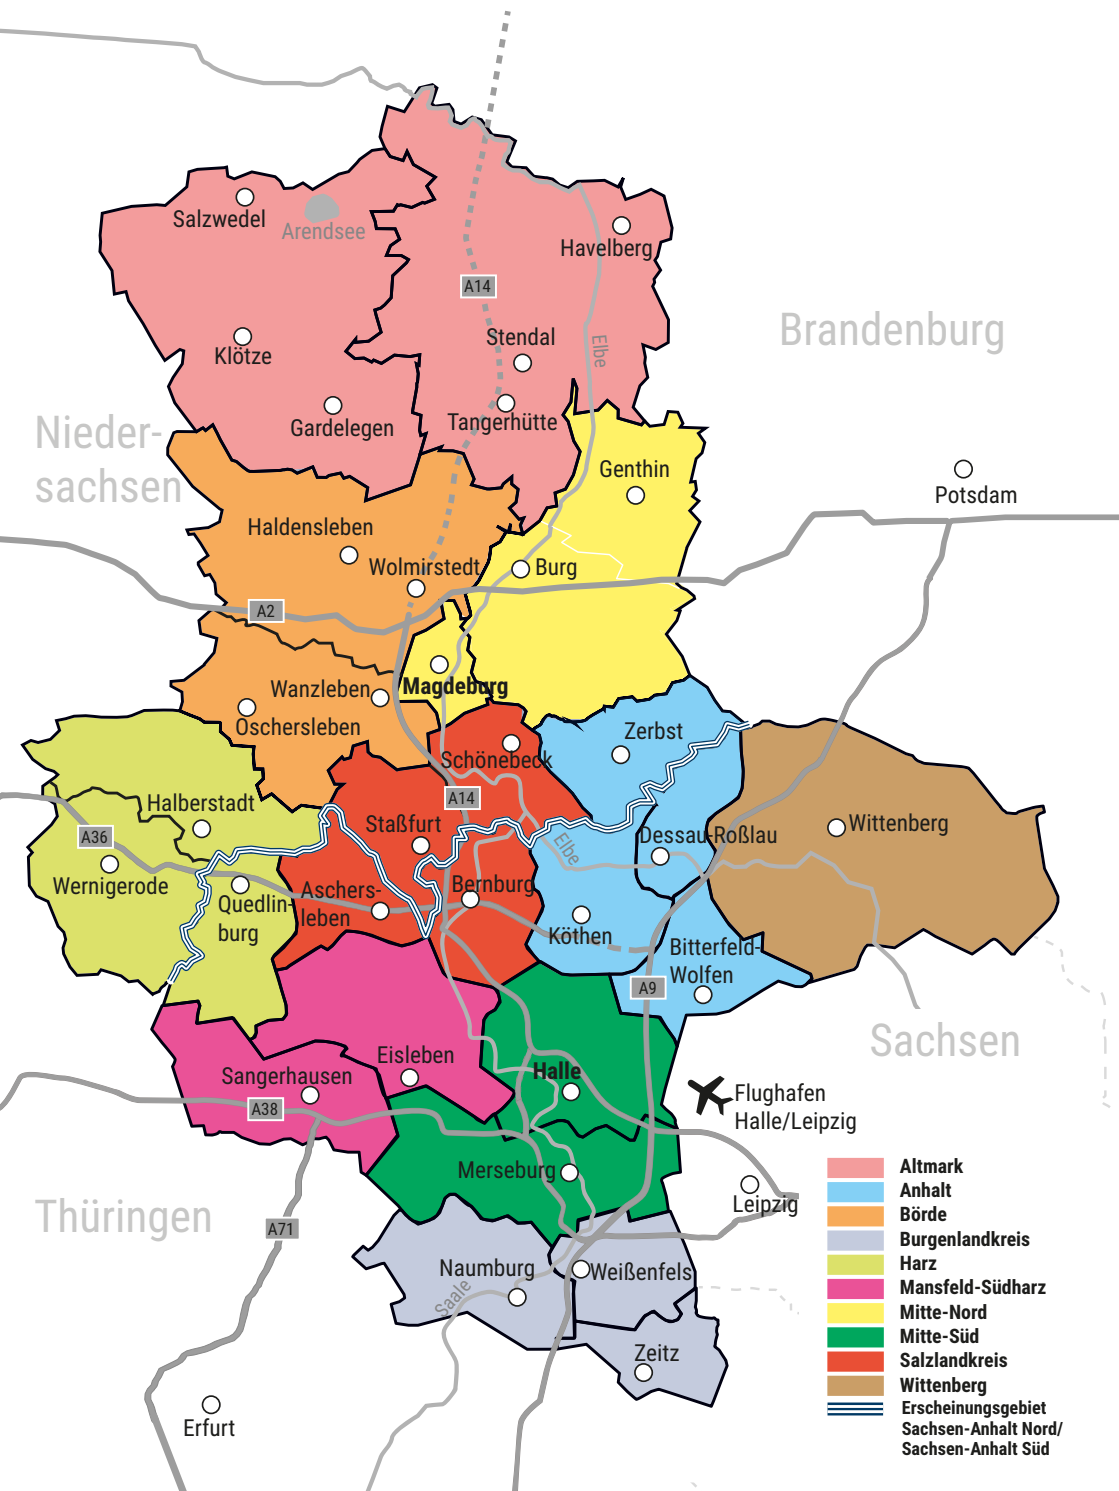 Salzwedel
Arendsee
Havelberg
A14
Brandenburg
Stendal
Elbe
Klötze
Gardelegen
Tangerhütte
Nieder-
sachsen
Genthin
Potsdam
Haldensleben
Wolmirstedt
Burg
A2
Magdeburg
Wanzleben
Oschersleben
Zerbst
Schönebeck
A14
Halberstadt
Staßfurt
Elbe
Dessau-Roßlau
Wittenberg
A36
Wernigerode
Quedlin-
burg
Aschers-
leben
Bernburg
Köthen
Bitterfeld-
Wolfen
A9
Sachsen
Eisleben
Sangerhausen
Halle
A38
Flughafen
Halle/Leipzig
Merseburg
Leipzig
Thüringen
A71
Naumburg
Weißenfels
Saale
Zeitz
Erfurt
Altmark
Anhalt
Börde
Burgenlandkreis
Harz
Mansfeld-Südharz
Mitte-Nord
Mitte-Süd
Salzlandkreis
Wittenberg
Erscheinungsgebiet
Sachsen-Anhalt Nord/
Sachsen-Anhalt Süd